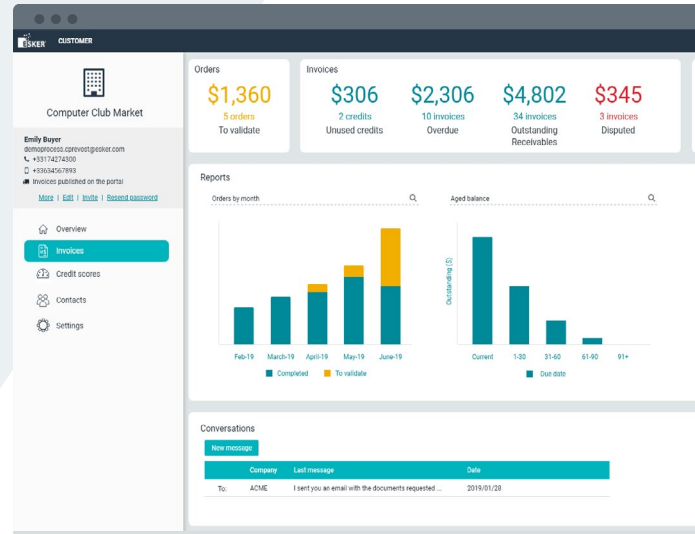 ESKER CUSTOMER
Computer Club Market
Emily Buyer
demoprocess.cprevost@esker.com
+33174274300
+33634567893
Invoices published on the portal
More | Edit | Invite | Resend password
Overview
Invoices
Credit scores
Contacts
Settings
Orders
$1,360
5 orders
To validate
Invoices
$306
2 credits
Unused credits
$2,306
10 invoices
Overdue
$4,802
34 invoices
Outstanding
Receivables
$345
3 invoices
Disputed
Reports
Orders by month
Feb-19 March-19 April-19 May-19 June-19
Completed To validate
Aged balance
Outstanding ($)
Current 1-30 31-60 61-90 91+
Due date
Conversations
New message
Company Last message Date
To: ACME I sent you an email with the documents requested ... 2019/01/28